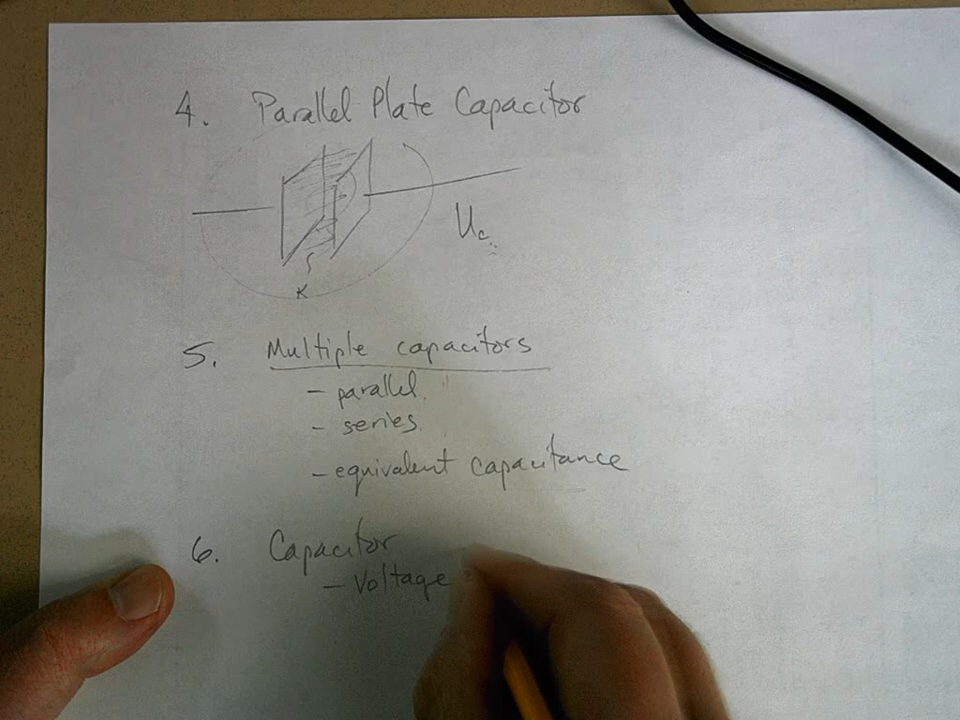 4. Parallel Plate Capacitor
Uc
K
5. Multiple capacitors
- parallel
- series
- equivalent capacitance
6. Capacitor
- Voltage